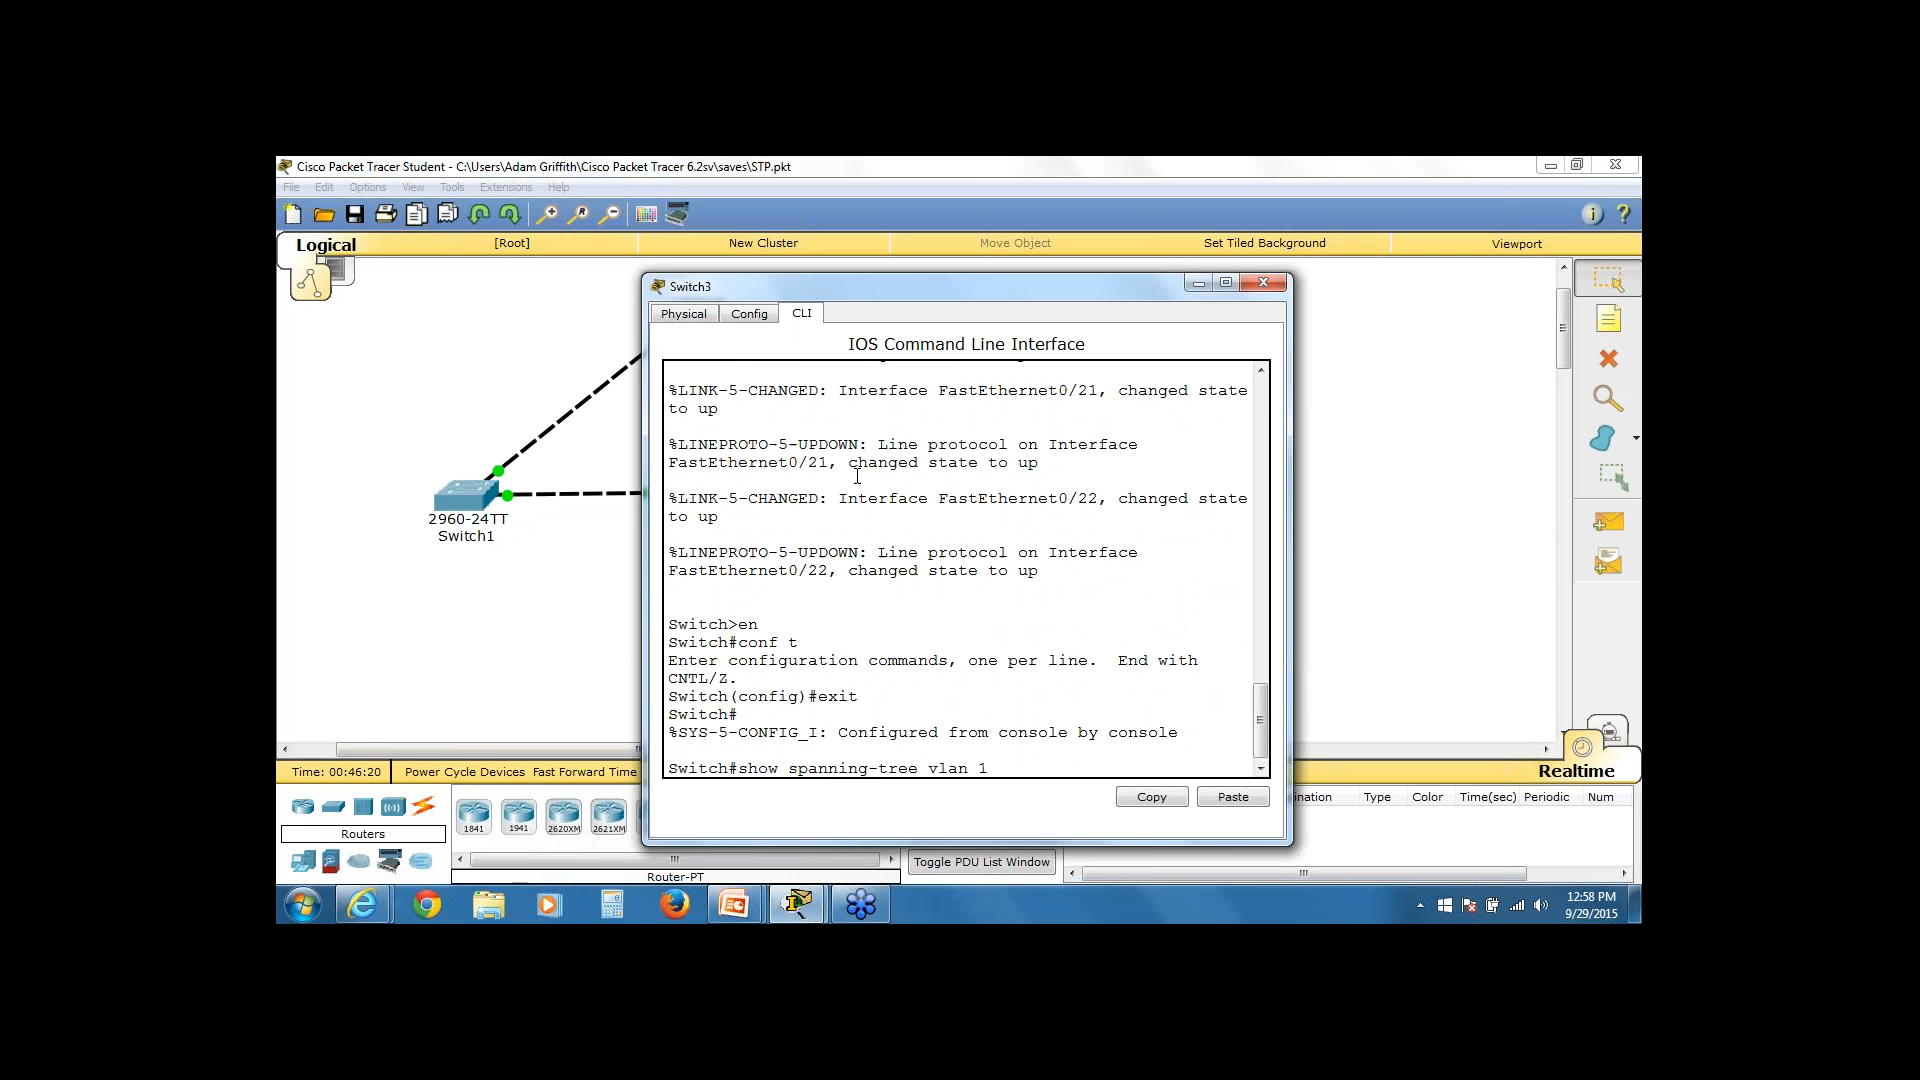 Cisco Packet Tracer Student - C:\Users\Adam Griffith\Cisco Packet Tracer 6.2sv\saves\STP.pkt
File Edit Options View Tools Extensions Help
Logical [Root] New Cluster Move Object Set Tiled Background Viewport
Switch3
Physical Config CLI
IOS Command Line Interface
%LINK-5-CHANGED: Interface FastEthernet0/21, changed state
to up
%LINEPROTO-5-UPDOWN: Line protocol on Interface
FastEthernet0/21, changed state to up
%LINK-5-CHANGED: Interface FastEthernet0/22, changed state
to up
%LINEPROTO-5-UPDOWN: Line protocol on Interface
FastEthernet0/22, changed state to up
Switch>en
Switch#conf t
Enter configuration commands, one per line. End with
CNTL/Z.
Switch(config)#exit
Switch#
%SYS-5-CONFIG_I: Configured from console by console
Switch#show spanning-tree vlan 1
Copy Paste
2960-24TT
Switch1
Time: 00:46:20 Power Cycle Devices Fast Forward Time Realtime
ination Type Color Time(sec) Periodic Num
1841 1941 2620XM 2621XM
Routers
Toggle PDU List Window
Router-PT
12:58 PM
9/29/2015